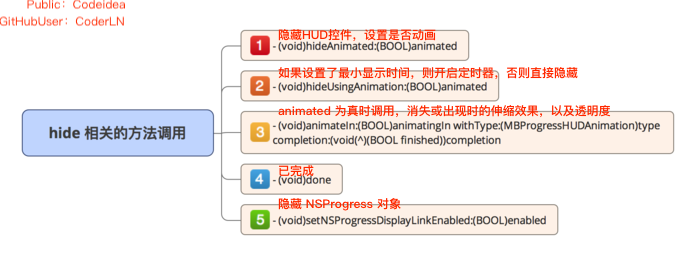 Public：Codeidea
GitHubUser：CoderLN
hide 相关的方法调用
隐藏HUD控件，设置是否动画
1 - (void)hideAnimated:(BOOL)animated
如果设置了最小显示时间，则开启定时器，否则直接隐藏
2 - (void)hideUsingAnimation:(BOOL)animated
animated 为真时调用，消失或出现时的伸缩效果，以及透明度
3 - (void)animateIn:(BOOL)animatingIn withType:(MBProgressHUDAnimation)type
completion:(void(^)(BOOL finished))completion
已完成
4 - (void)done
隐藏 NSProgress 对象
5 - (void)setNSProgressDisplayLinkEnabled:(BOOL)enabled